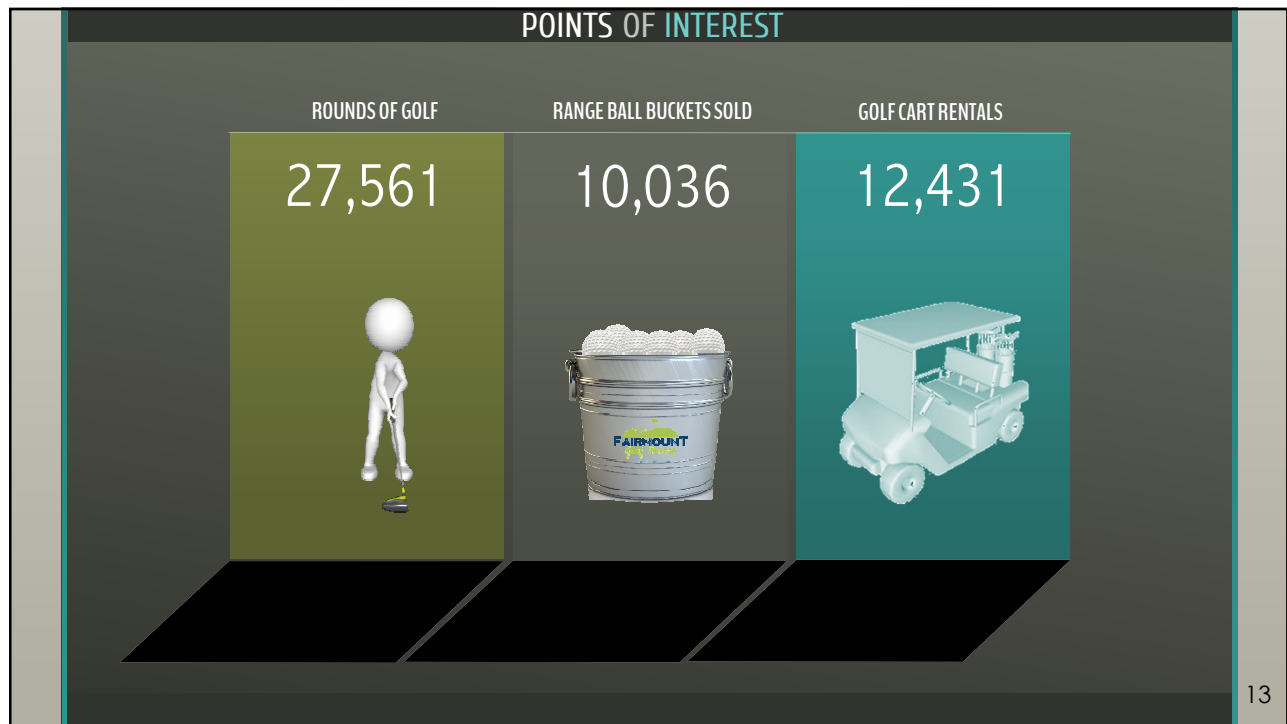 POINTS OF INTEREST
ROUNDS OF GOLF
RANGE BALL BUCKETS SOLD
GOLF CART RENTALS
27,561
10,036
12,431
FAIRMOUNT
13